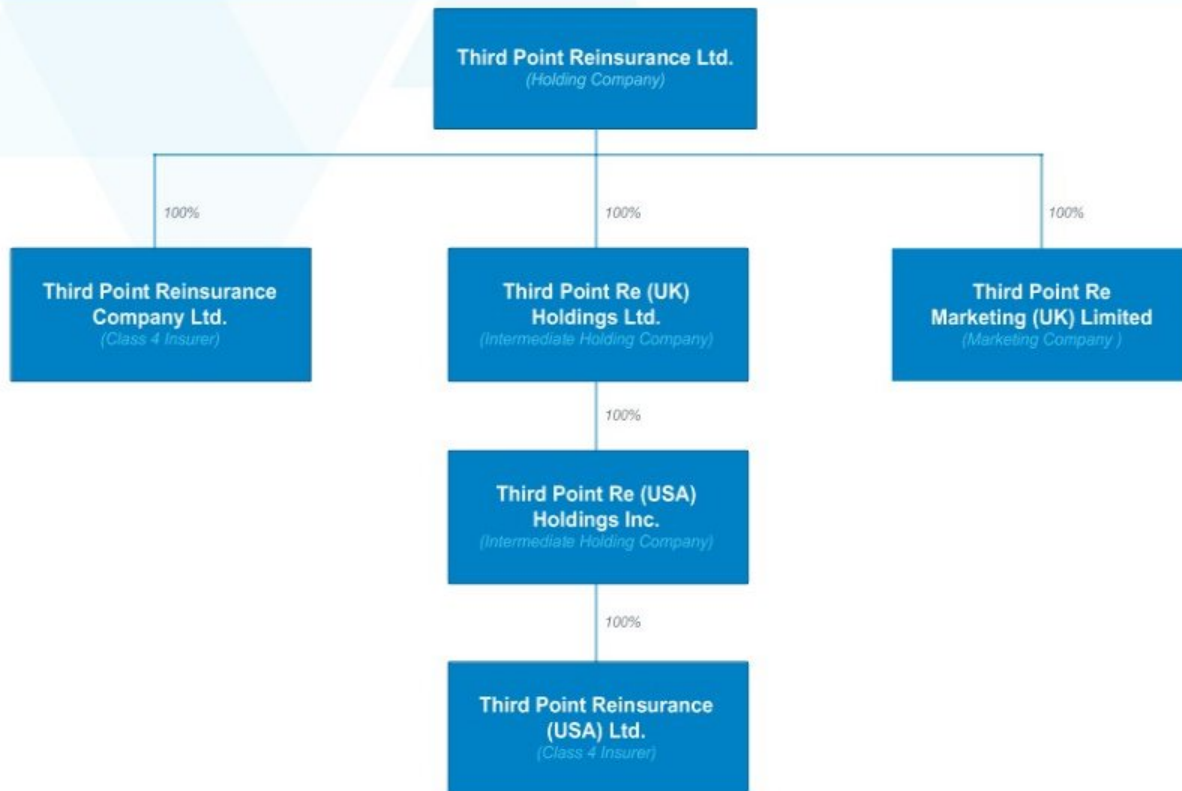 Third Point Reinsurance Ltd.
(Holding Company)
100%
100%
100%
Third Point Reinsurance
Company Ltd.
(Class 4 Insurer)
Third Point Re (UK)
Holdings Ltd.
(Intermediate Holding Company)
Third Point Re
Marketing (UK) Limited
(Marketing Company )
100%
Third Point Re (USA)
Holdings Inc.
(Intermediate Holding Company)
100%
Third Point Reinsurance
(USA) Ltd.
(Class 4 Insurer)